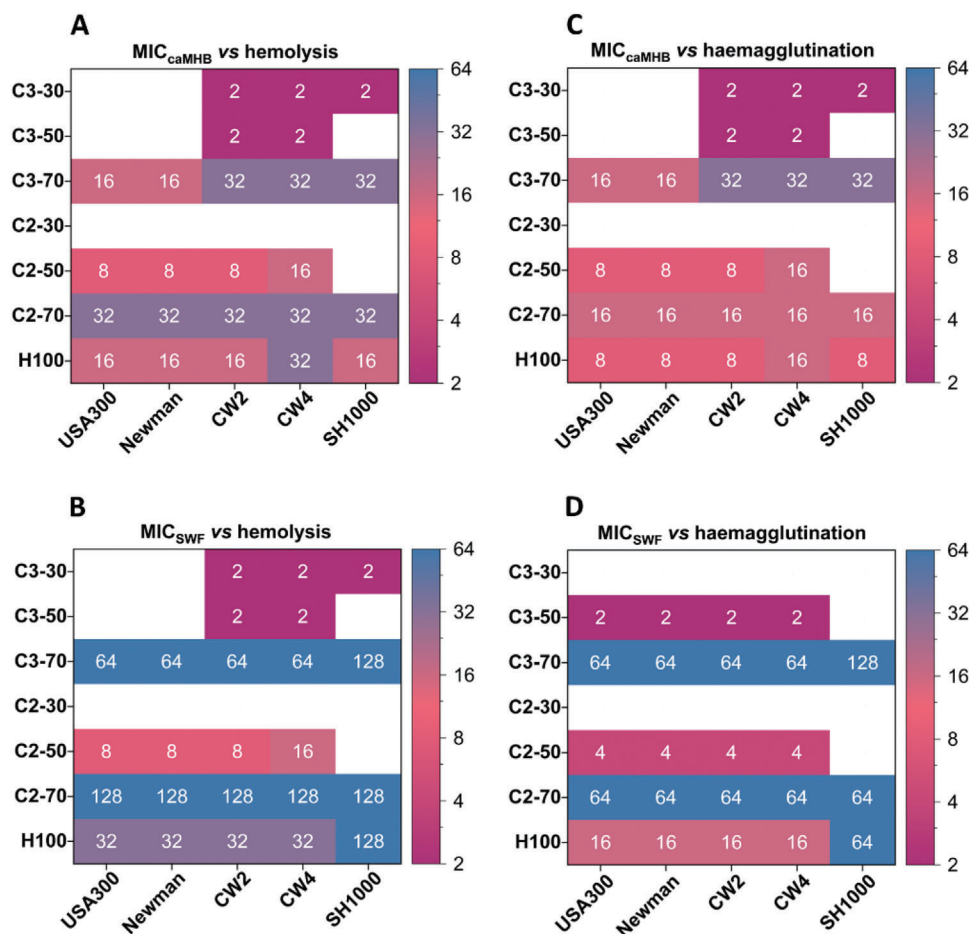 A
MIC_caMHB vs hemolysis
C3-30 2 2 2
C3-50 2 2
C3-70 16 16 32 32 32
C2-30
C2-50 8 8 8 16
C2-70 32 32 32 32 32
H100 16 16 16 32 16
USA300 Newman CW2 CW4 SH1000
64
32
16
8
4
2
C
MIC_caMHB vs haemagglutination
C3-30 2 2 2
C3-50 2 2
C3-70 16 16 32 32 32
C2-30
C2-50 8 8 8 16
C2-70 16 16 16 16 16
H100 8 8 8 16 8
USA300 Newman CW2 CW4 SH1000
64
32
16
8
4
2
B
MIC_SWF vs hemolysis
C3-30 2 2 2
C3-50 2 2
C3-70 64 64 64 64 128
C2-30
C2-50 8 8 8 16
C2-70 128 128 128 128 128
H100 32 32 32 32 128
USA300 Newman CW2 CW4 SH1000
64
32
16
8
4
2
D
MIC_SWF vs haemagglutination
C3-30
C3-50 2 2 2 2
C3-70 64 64 64 64 128
C2-30
C2-50 4 4 4 4
C2-70 64 64 64 64 64
H100 16 16 16 16 64
USA300 Newman CW2 CW4 SH1000
64
32
16
8
4
2